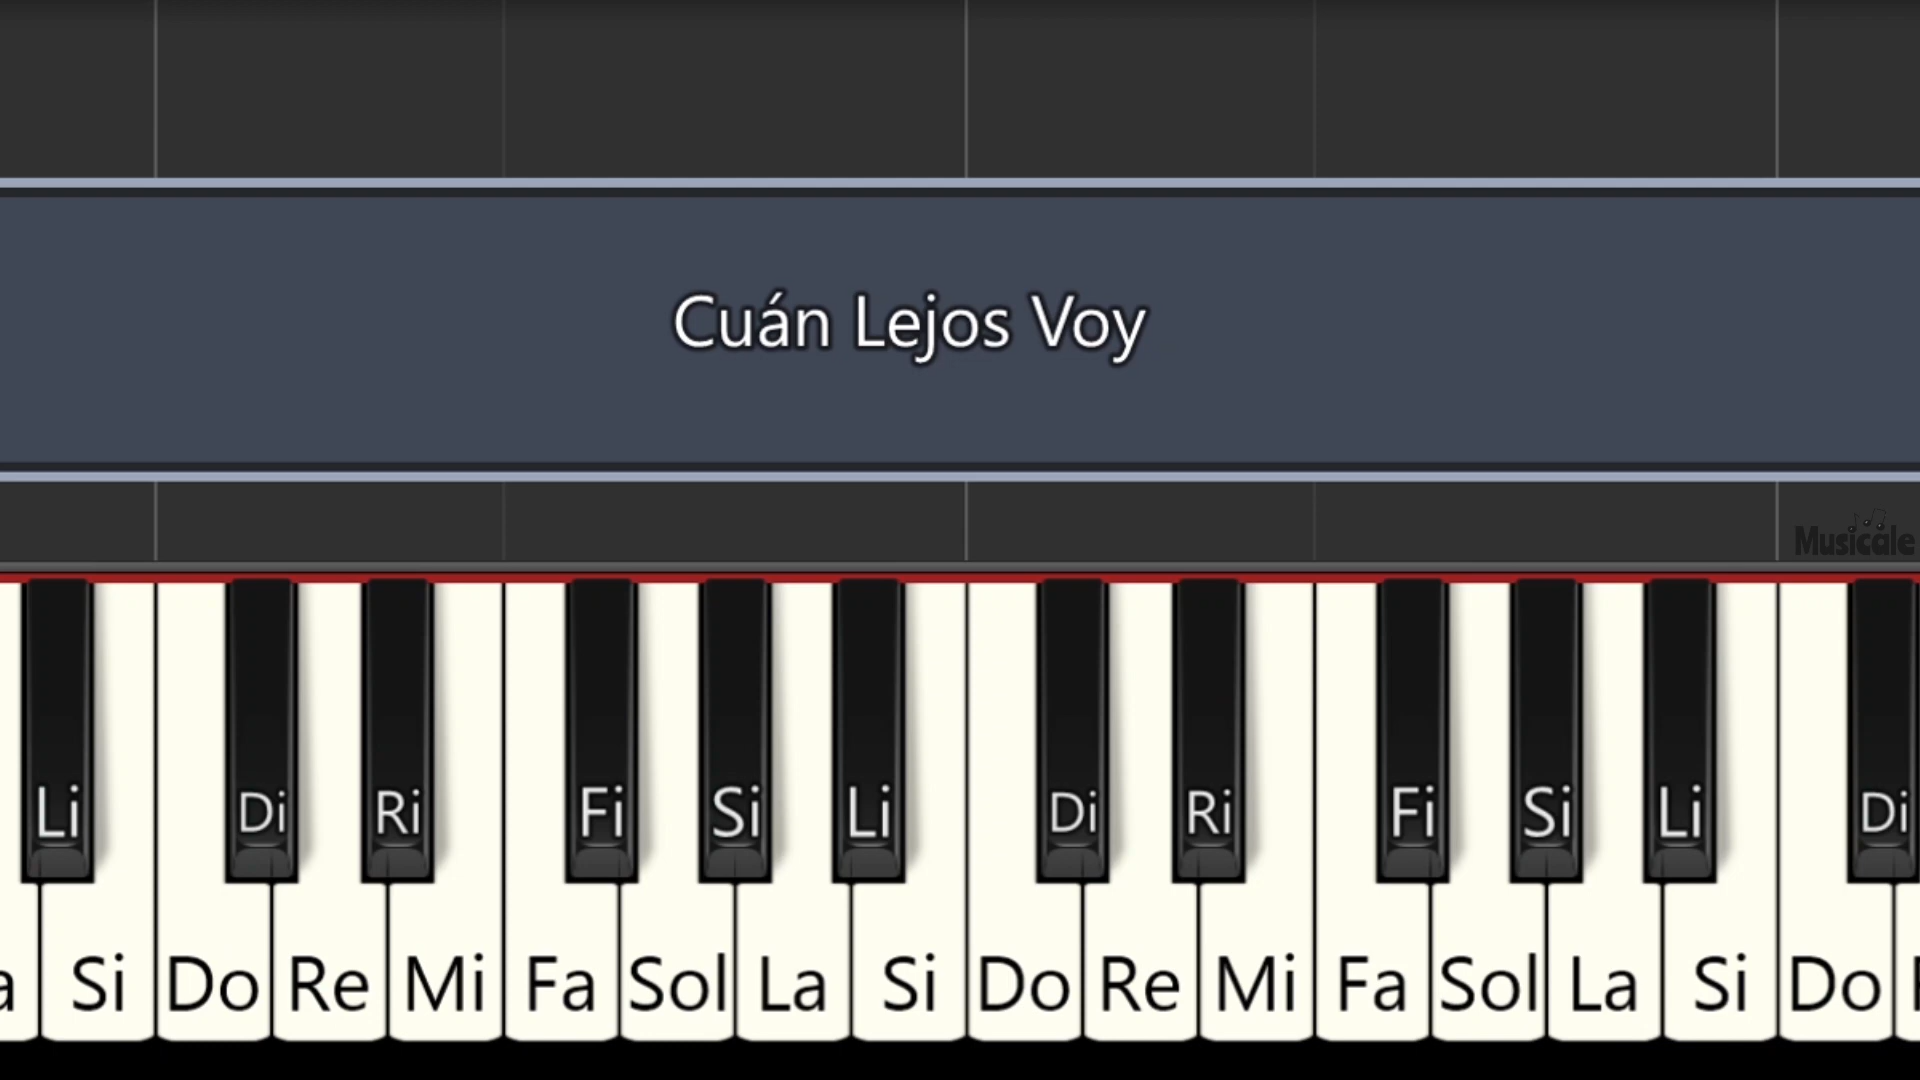 Cuán Lejos Voy
Musicale
Li Di Ri Fi Si Li Di Ri Fi Si Li Di
Si Do Re Mi Fa Sol La Si Do Re Mi Fa Sol La Si Do